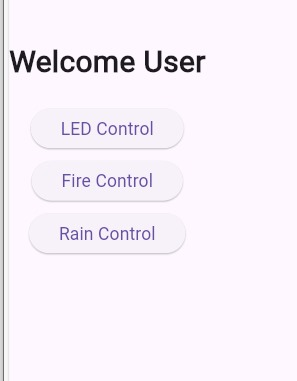 Welcome User
LED Control
Fire Control
Rain Control